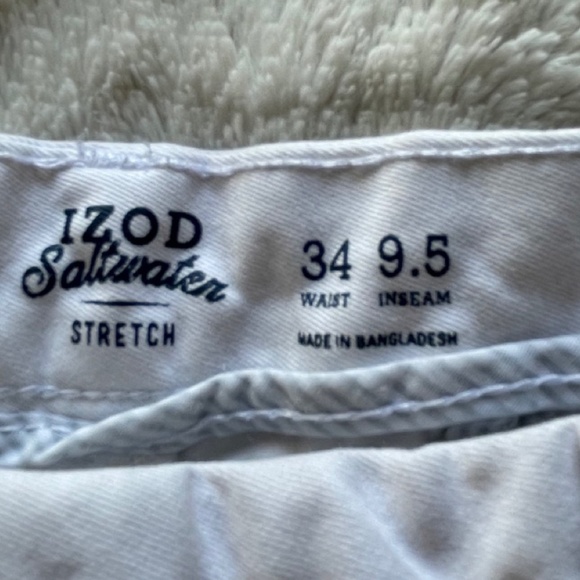 IZOD
Saltwater
STRETCH
34 9.5
WAIST INSEAM
MADE IN BANGLADESH